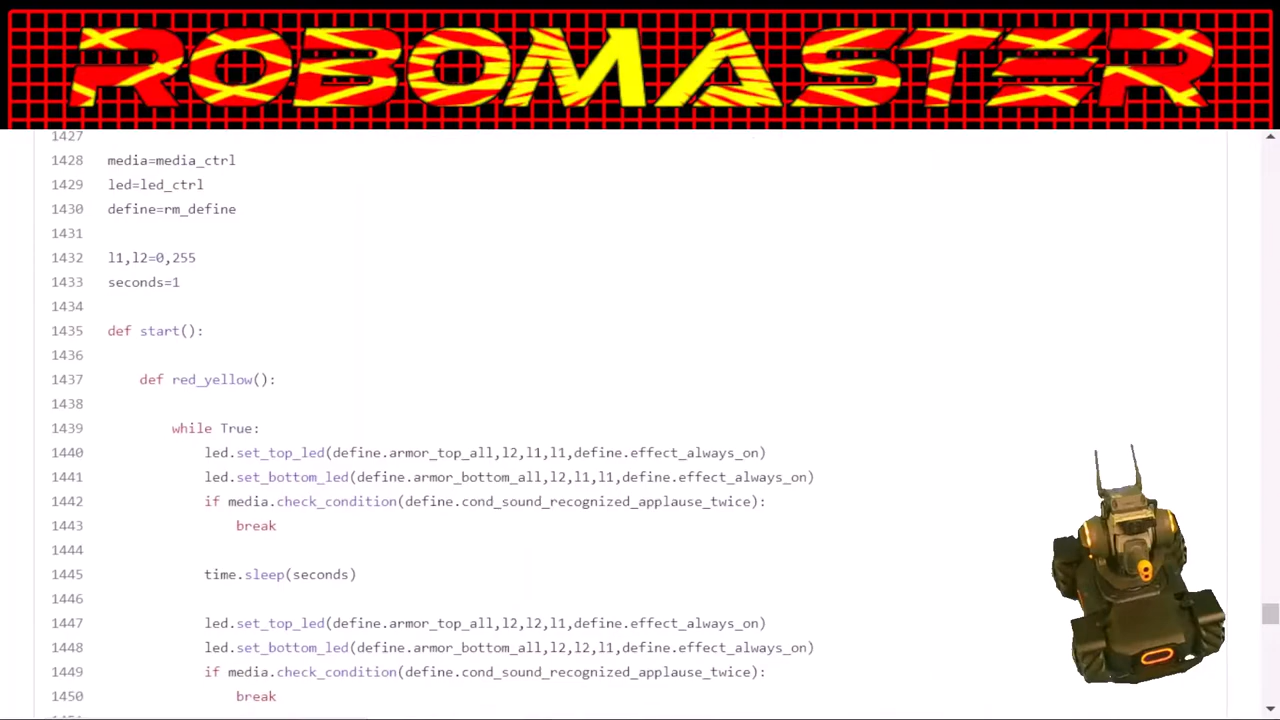 ROBOMASTER
1427
1428 media=media_ctrl
1429 led=led_ctrl
1430 define=rm_define
1431
1432 l1,l2=0,255
1433 seconds=1
1434
1435 def start():
1436
1437     def red_yellow():
1438
1439         while True:
1440             led.set_top_led(define.armor_top_all,l2,l1,l1,define.effect_always_on)
1441             led.set_bottom_led(define.armor_bottom_all,l2,l1,l1,define.effect_always_on)
1442             if media.check_condition(define.cond_sound_recognized_applause_twice):
1443                 break
1444
1445             time.sleep(seconds)
1446
1447             led.set_top_led(define.armor_top_all,l2,l2,l1,define.effect_always_on)
1448             led.set_bottom_led(define.armor_bottom_all,l2,l2,l1,define.effect_always_on)
1449             if media.check_condition(define.cond_sound_recognized_applause_twice):
1450                 break